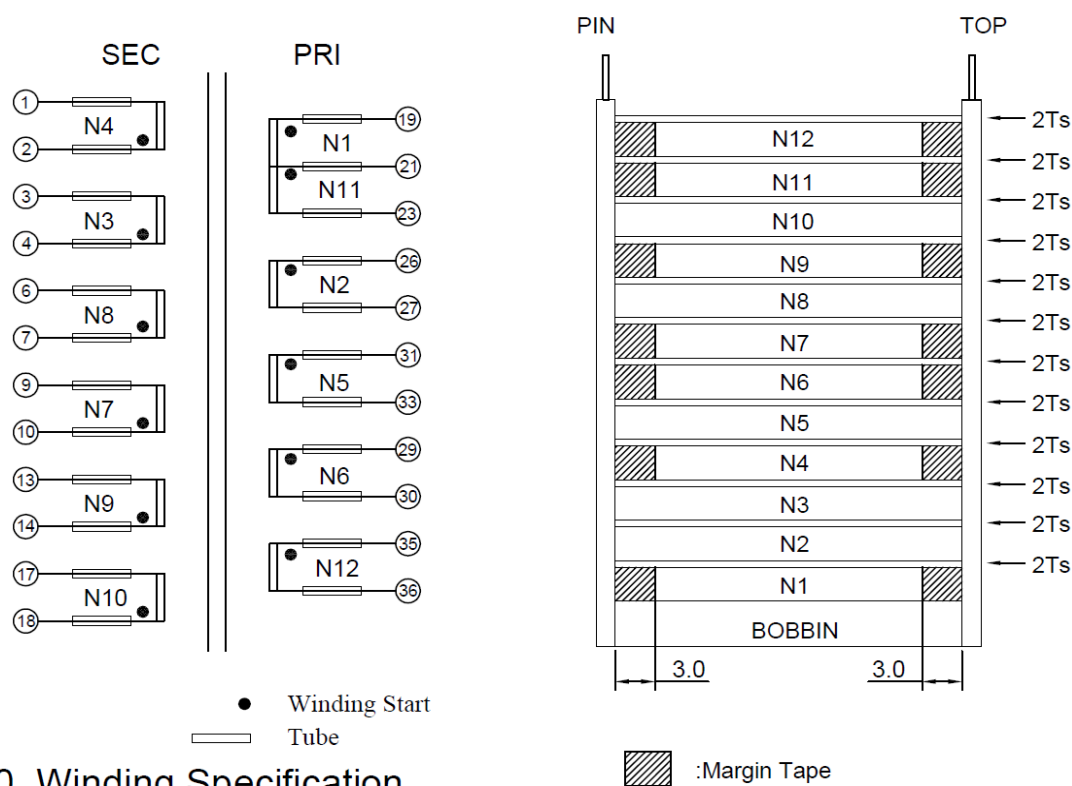 SEC PRI
1
N4
2
3
N3
4
6
N8
7
9
N7
10
13
N9
14
17
N10
18
19
N1
21
N11
23
26
N2
27
31
N5
33
29
N6
30
35
N12
36
● Winding Start
Tube
PIN TOP
2Ts
N12
2Ts
N11
2Ts
N10
2Ts
N9
2Ts
N8
2Ts
N7
2Ts
N6
2Ts
N5
2Ts
N4
2Ts
N3
2Ts
N2
2Ts
N1
BOBBIN
3.0 3.0
:Margin Tape
0. Winding Specification